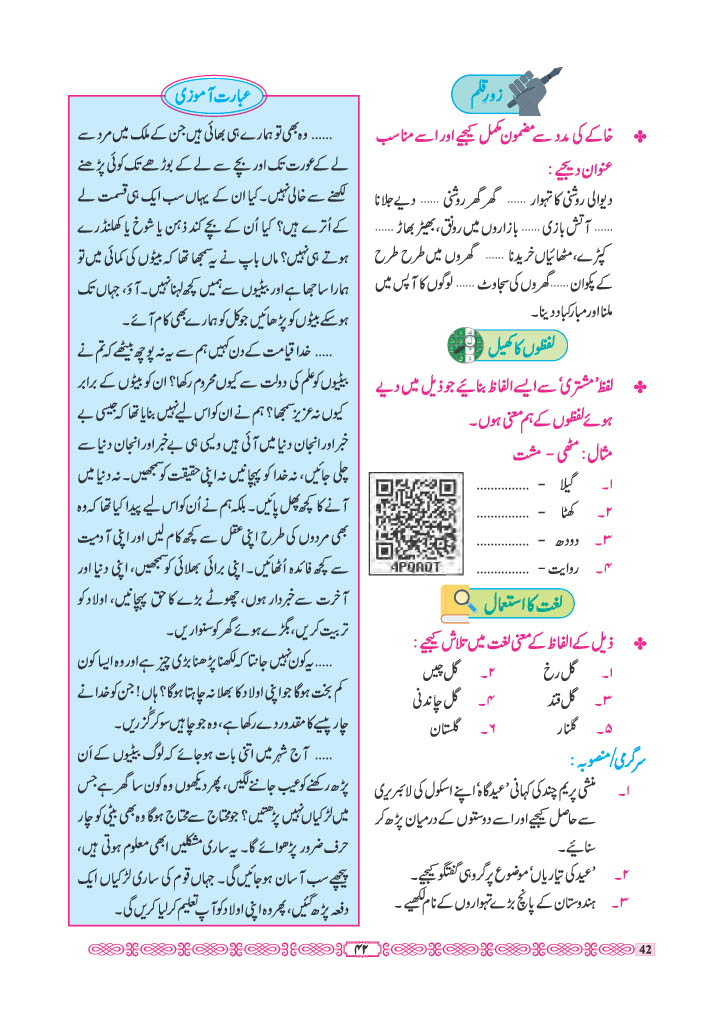 زورِ قلم
خاکے کی مدد سے مضمون مکمل کیجیے اور اسے مناسب
عنوان دیجیے :
دیوالی روشنی کا تہوار ...... گھر گھر روشنی ...... دیے جلانا
...... آتش بازی ...... بازاروں میں رونق، بھیڑ بھاڑ ......
کپڑے، مٹھائیاں خریدنا ...... گھروں میں طرح طرح
کے پکوان ...... گھروں کی سجاوٹ ...... لوگوں کا آپس میں
ملنا اور مبارکباد دینا۔
لفظوں کا کھیل
لفظ ’مشتری‘ سے ایسے الفاظ بنائیے جو ذیل میں دیے
ہوئے لفظوں کے ہم معنی ہوں۔
مثال : مٹھی - مشت
۱۔ گیلا - ...............
۲۔ کھٹا - ...............
۳۔ دودھ - ...............
۴۔ روایت - ...............
4PQAQT
لغت کا استعمال
ذیل کے الفاظ کے معنی لغت میں تلاش کیجیے :
۱۔ گل رخ ۲۔ گل چیں
۳۔ گل قند ۴۔ گل چاندنی
۵۔ گلنار ۶۔ گلستان
سرگرمی/منصوبہ :
۱۔ منشی پریم چند کی کہانی ’عیدگاہ‘ اپنے اسکول کی لائبریری
سے حاصل کیجیے اور اسے دوستوں کے درمیان پڑھ کر
سنائیے۔
۲۔ ’عید کی تیاریاں‘ موضوع پر گروہی گفتگو کیجیے۔
۳۔ ہندوستان کے پانچ بڑے تہواروں کے نام لکھیے۔
عبارت آموزی
...... وہ بھی تو ہمارے ہی بھائی ہیں جن کے ملک میں مرد سے
لے کے عورت تک اور بچے سے لے کے بوڑھے تک کوئی پڑھنے
لکھنے سے خالی نہیں۔ کیا ان کے یہاں سب ایک ہی قسمت لے
کے اُترے ہیں؟ کیا اُن کے بچے کند ذہن یا شوخ یا کھلنڈرے
ہوتے ہی نہیں؟ ماں باپ نے یہ سمجھا تھا کہ بیٹوں کی کمائی میں تو
ہمارا ساجھا ہے اور بیٹیوں سے ہمیں کچھ لہنا نہیں۔ آؤ، جہاں تک
ہوسکے بیٹوں کو پڑھائیں جو کل کو ہمارے بھی کام آئے۔
..... خدا قیامت کے دن کہیں ہم سے یہ نہ پوچھ بیٹھے کہ تم نے
بیٹیوں کو علم کی دولت سے کیوں محروم رکھا؟ ان کو بیٹوں کے برابر
کیوں نہ عزیز سمجھا؟ ہم نے ان کو اس لیے نہیں بنایا تھا کہ جیسی بے
خبر اور انجان دنیا میں آئی ہیں ویسی ہی بے خبر اور انجان دنیا سے
چلی جائیں، نہ خدا کو پہچانیں نہ اپنی حقیقت کو سمجھیں۔ نہ دنیا میں
آنے کا کچھ پھل پائیں۔ بلکہ ہم نے اُن کو اس لیے پیدا کیا تھا کہ وہ
بھی مردوں کی طرح اپنی عقل سے کچھ کام لیں اور اپنی آدمیت
سے کچھ فائدہ اُٹھائیں۔ اپنی برائی بھلائی کو سمجھیں، اپنی دنیا اور
آخرت سے خبردار ہوں، چھوٹے بڑے کا حق پہچانیں، اولاد کو
تربیت کریں، بگڑے ہوئے گھر کو سنواریں۔
..... یہ کون نہیں جانتا کہ لکھنا پڑھنا بڑی چیز ہے اور وہ ایسا کون
کم بخت ہوگا جو اپنی اولاد کا بھلا نہ چاہتا ہوگا؟ ہاں! جن کو خدا نے
چار پیسے کا مقدور دے رکھا ہے، وہ جو چاہیں سو کر گزریں۔
..... آج شہر میں اتنی بات ہوجائے کہ لوگ بیٹیوں کے اَن
پڑھ رکھنے کو عیب جاننے لگیں، پھر دیکھوں وہ کون سا گھر ہے جس
میں لڑکیاں نہیں پڑھتیں؟ جو محتاج سے محتاج ہوگا وہ بھی بیٹی کو چار
حرف ضرور پڑھوائے گا۔ یہ ساری مشکلیں ابھی معلوم ہوتی ہیں،
پیچھے سب آسان ہوجائیں گی۔ جہاں قوم کی ساری لڑکیاں ایک
دفعہ پڑھ گئیں، پھر وہ اپنی اولاد کو آپ تعلیم کرلیا کریں گی۔
۴۲
42